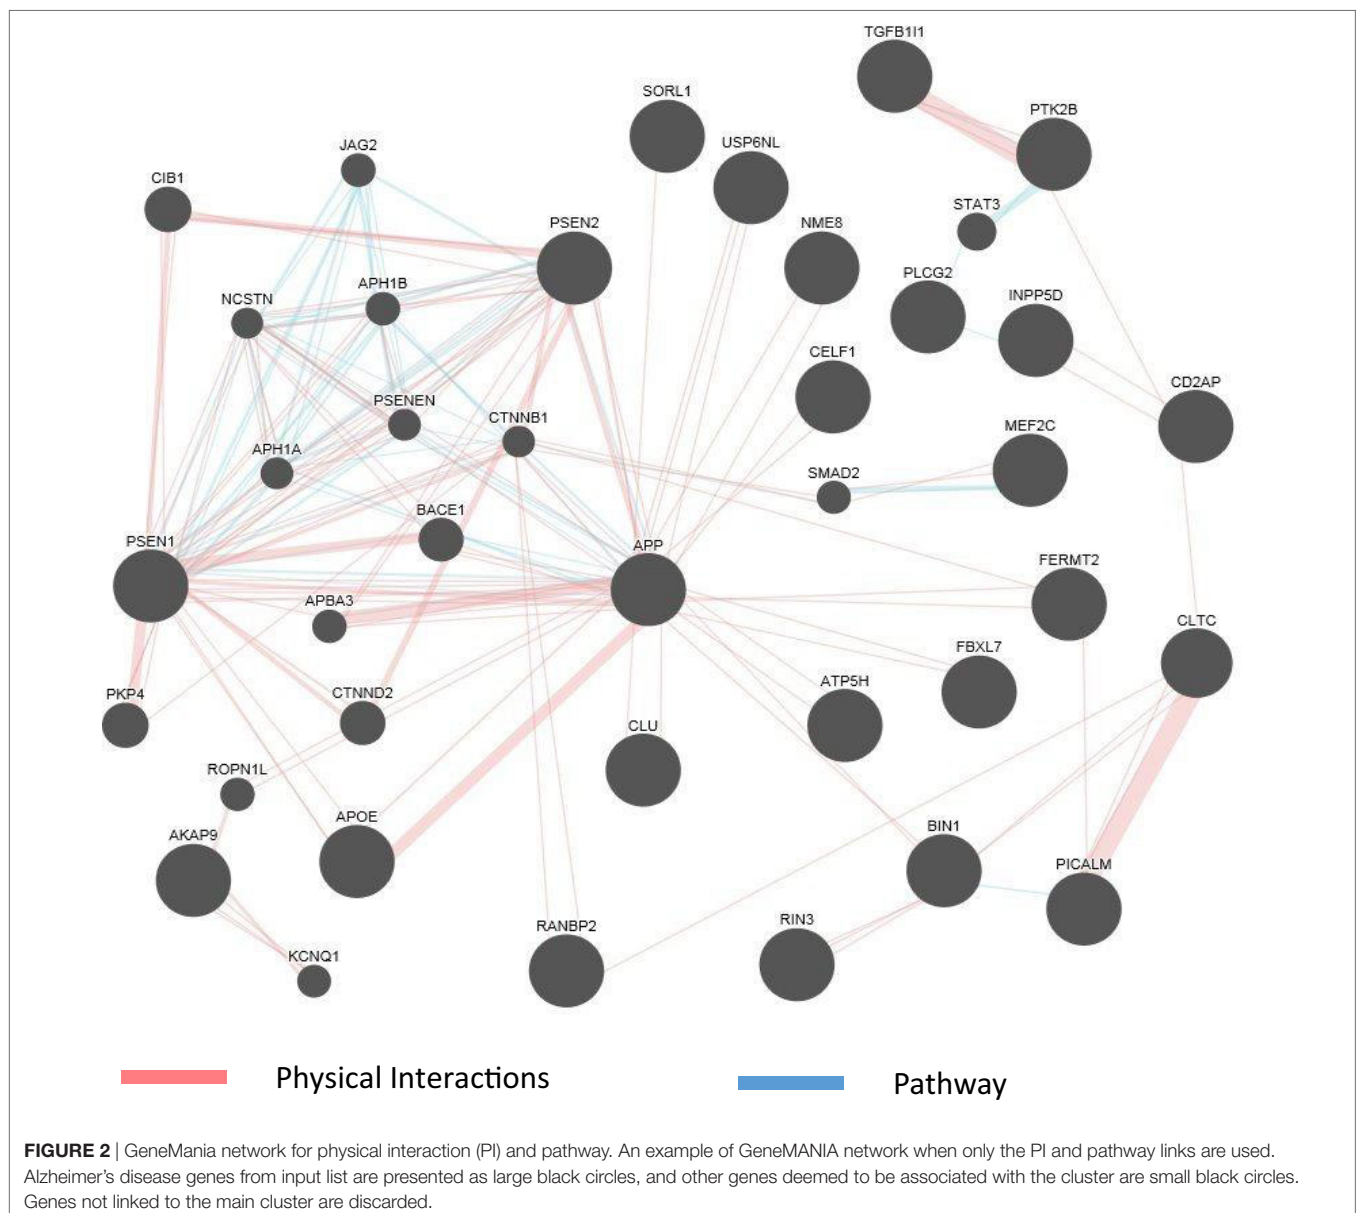 TGFB1I1
SORL1
PTK2B
USP6NL
JAG2
CIB1
STAT3
PSEN2
NME8
PLCG2
APH1B
INPP5D
NCSTN
CELF1
CD2AP
PSENEN
CTNNB1
MEF2C
APH1A
SMAD2
BACE1
PSEN1
APP
FERMT2
APBA3
CLTC
FBXL7
ATP5H
PKP4
CTNND2
CLU
ROPN1L
APOE
BIN1
AKAP9
PICALM
RANBP2
RIN3
KCNQ1
Physical Interactions
Pathway
FIGURE 2 | GeneMania network for physical interaction (PI) and pathway. An example of GeneMANIA network when only the PI and pathway links are used.
Alzheimer’s disease genes from input list are presented as large black circles, and other genes deemed to be associated with the cluster are small black circles.
Genes not linked to the main cluster are discarded.